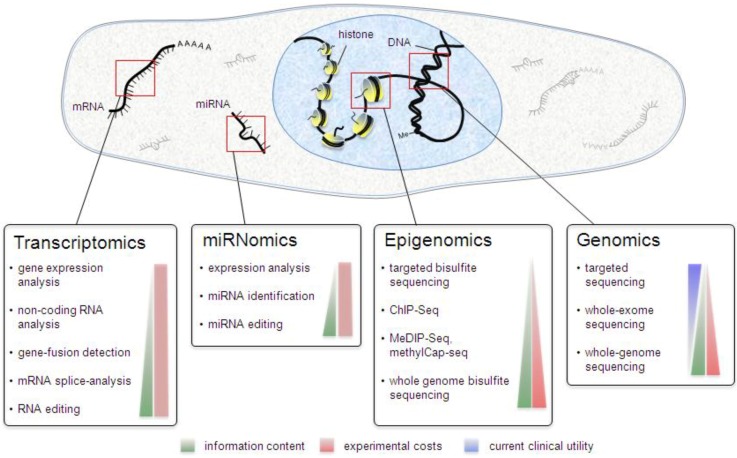 histone
DNA
AAAAA
mRNA
miRNA
Me
AAAA
Transcriptomics
• gene expression
analysis
• non-coding RNA
analysis
• gene-fusion detection
• mRNA splice-analysis
• RNA editing
miRNomics
• expression analysis
• miRNA identification
• miRNA editing
Epigenomics
• targeted bisulfite
sequencing
• ChIP-Seq
• MeDIP-Seq,
methylCap-seq
• whole genome bisulfite
sequencing
Genomics
• targeted
sequencing
• whole-exome
sequencing
• whole-genome
sequencing
information content
experimental costs
current clinical utility